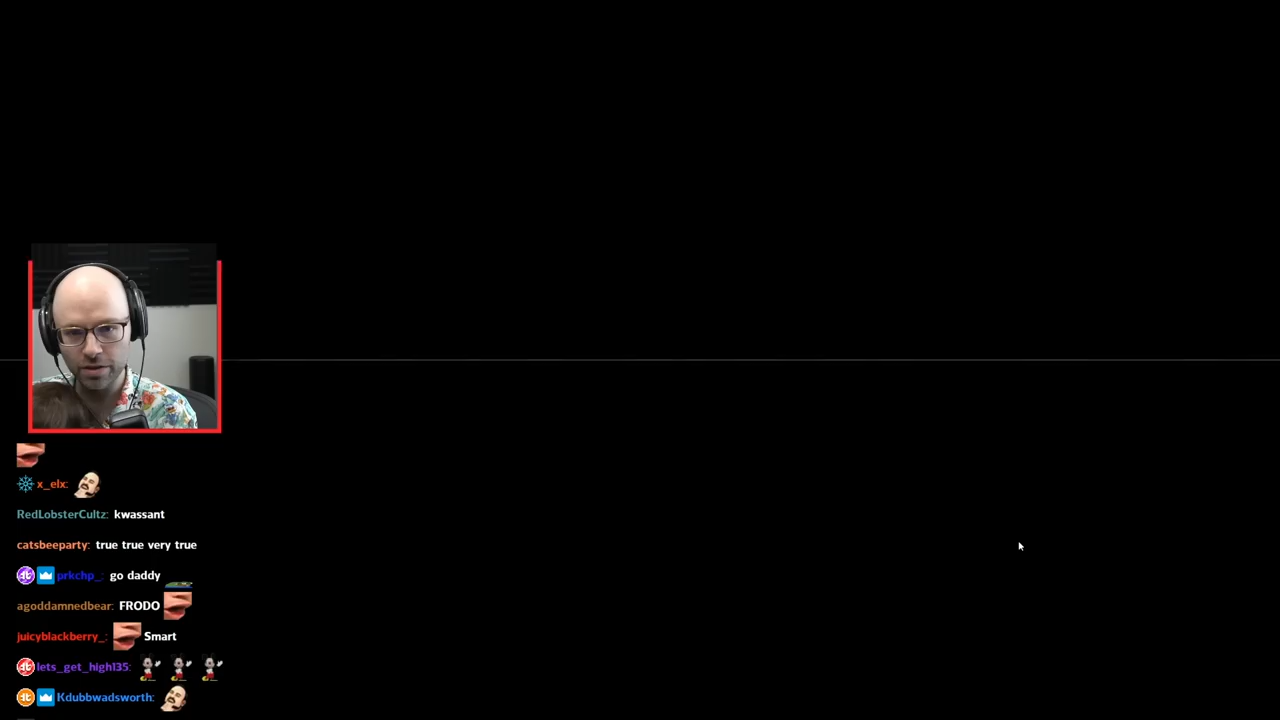 x_elx:
RedLobsterCultz: kwassant
catsbeeparty: true true very true
prkchp_: go daddy
agoddamnedbear: FRODO
juicyblackberry_: Smart
lets_get_high135:
Kdubbwadsworth: